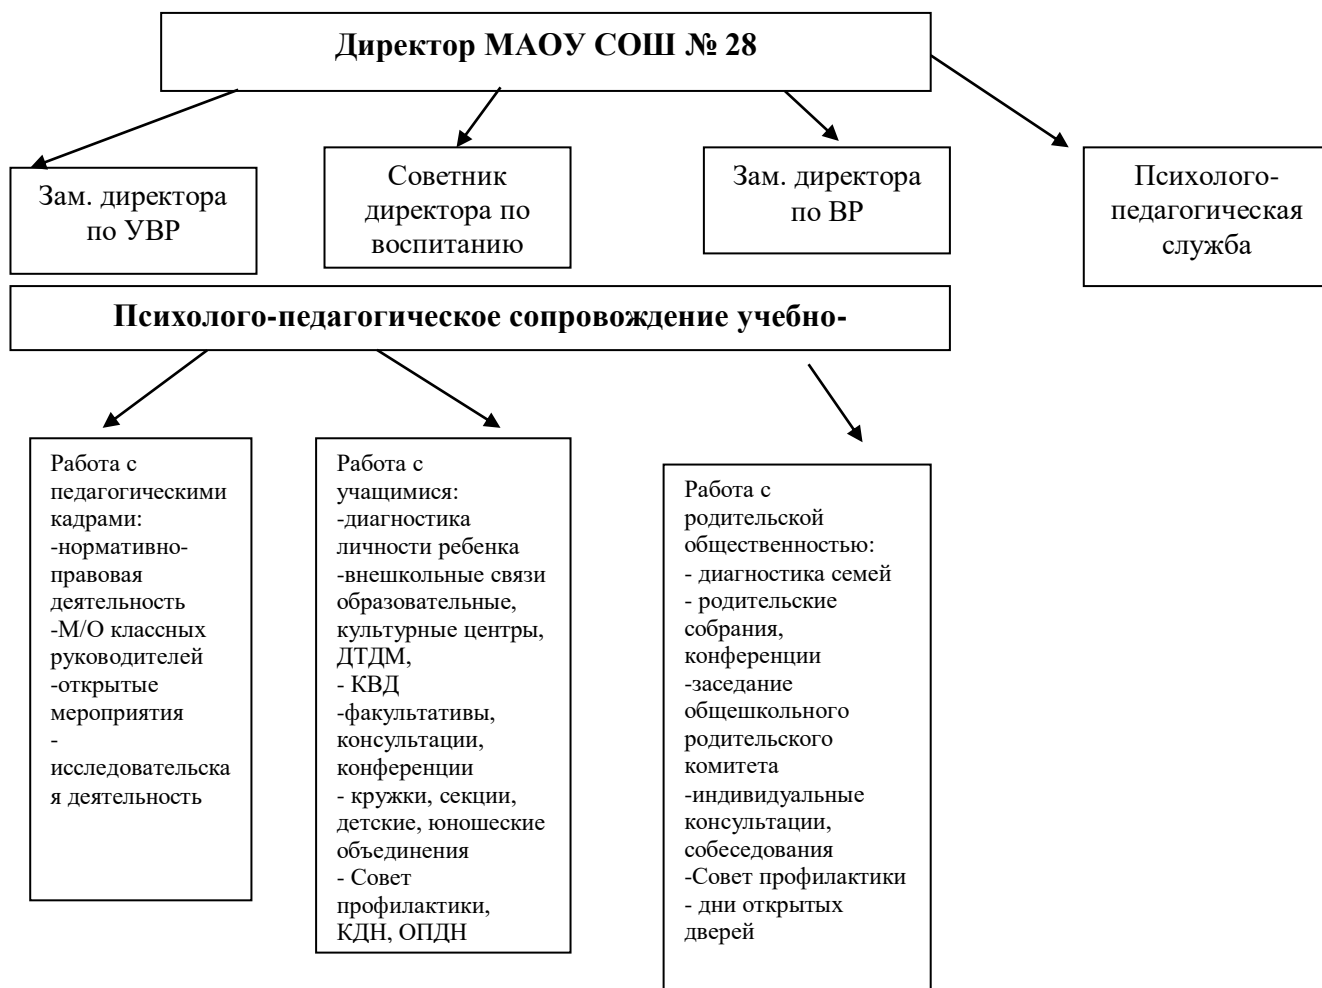 Директор МАОУ СОШ № 28
Зам. директора
по УВР
Советник
директора по
воспитанию
Зам. директора
по ВР
Психолого-
педагогическая
служба
Психолого-педагогическое сопровождение учебно-
Работа с
педагогическими
кадрами:
-нормативно-
правовая
деятельность
-М/О классных
руководителей
-открытые
мероприятия
-
исследовательска
я деятельность
Работа с
учащимися:
-диагностика
личности ребенка
-внешкольные связи
образовательные,
культурные центры,
ДТДМ,
- КВД
-факультативы,
консультации,
конференции
- кружки, секции,
детские, юношеские
объединения
- Совет
профилактики,
КДН, ОПДН
Работа с
родительской
общественностью:
- диагностика семей
- родительские
собрания,
конференции
-заседание
общешкольного
родительского
комитета
-индивидуальные
консультации,
собеседования
-Совет профилактики
- дни открытых
дверей